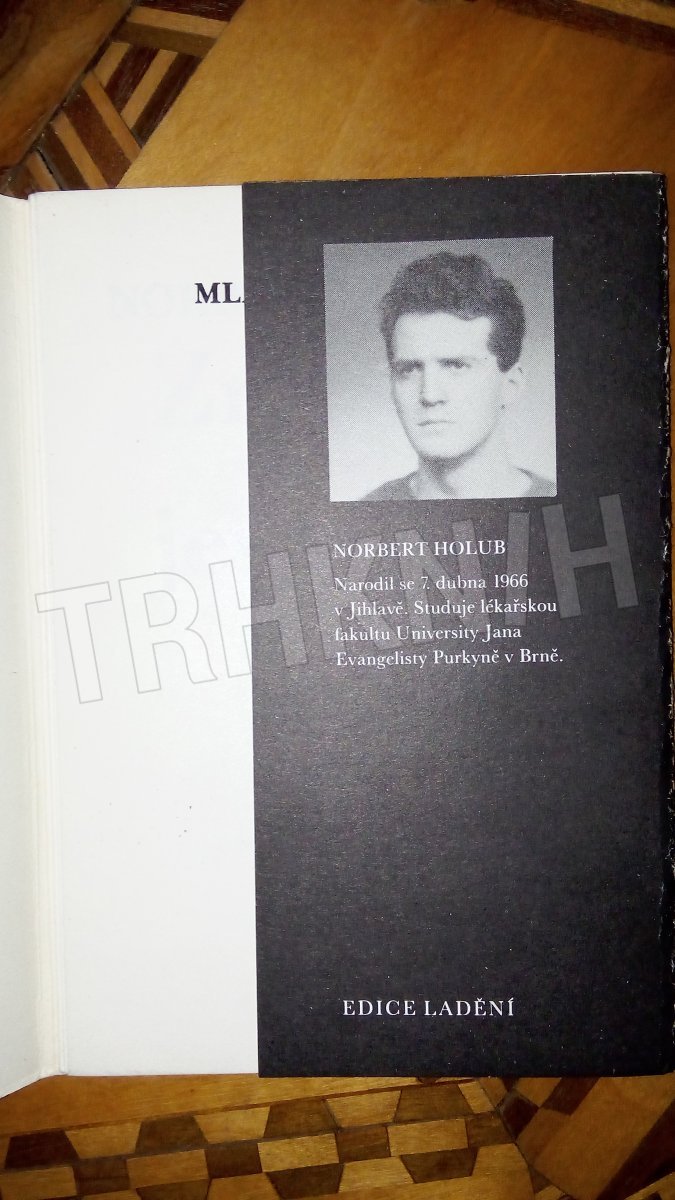 ML
NORBERT HOLUB
Narodil se 7. dubna 1966
v Jihlavě. Studuje lékařskou
fakultu University Jana
Evangelisty Purkyně v Brně.
TRHKNIH
EDICE LADĚNÍ